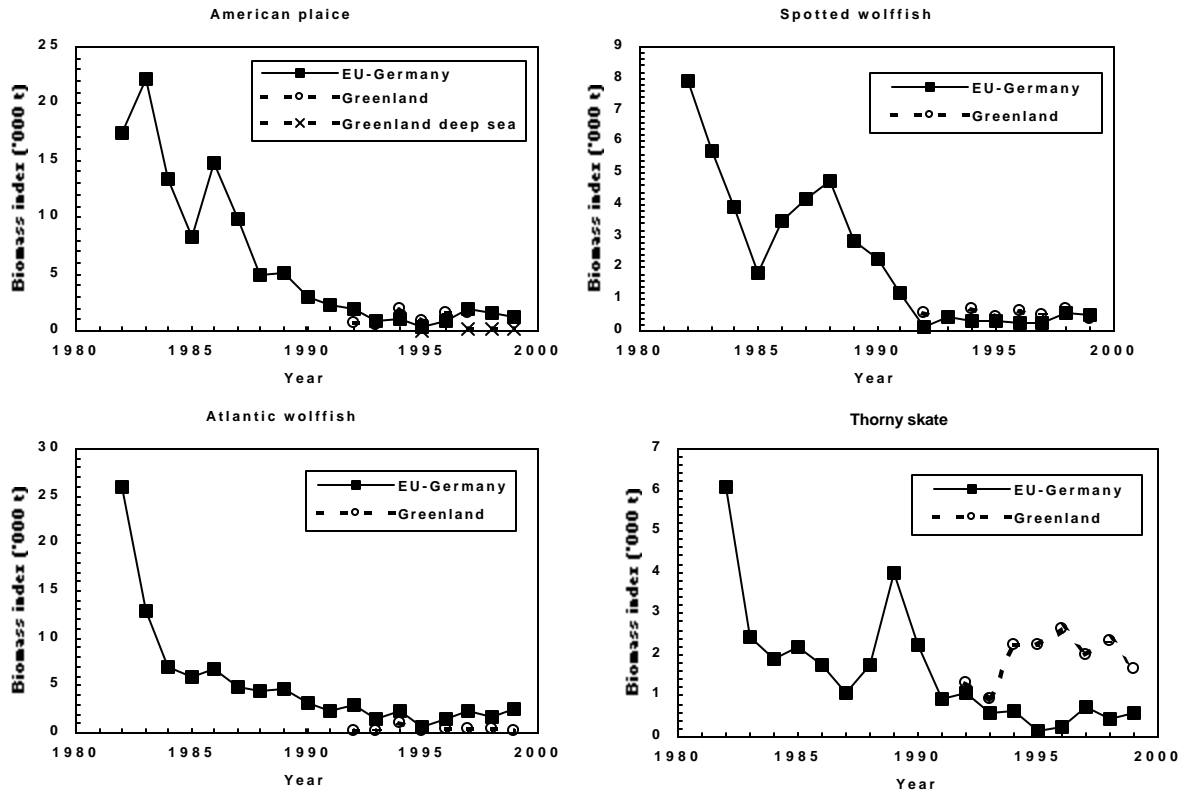 American plaice
25
20
15
10
5
0
Biomass index ('000 t)
EU-Germany
Greenland
Greenland deep sea
1980 1985 1990 1995 2000
Year
Spotted wolffish
9
8
7
6
5
4
3
2
1
0
Biomass index ('000 t)
EU-Germany
Greenland
1980 1985 1990 1995 2000
Year
Atlantic wolffish
30
25
20
15
10
5
0
Biomass index ('000 t)
EU-Germany
Greenland
1980 1985 1990 1995 2000
Year
Thorny skate
7
6
5
4
3
2
1
0
Biomass index ('000 t)
EU-Germany
Greenland
1980 1985 1990 1995 2000
Year